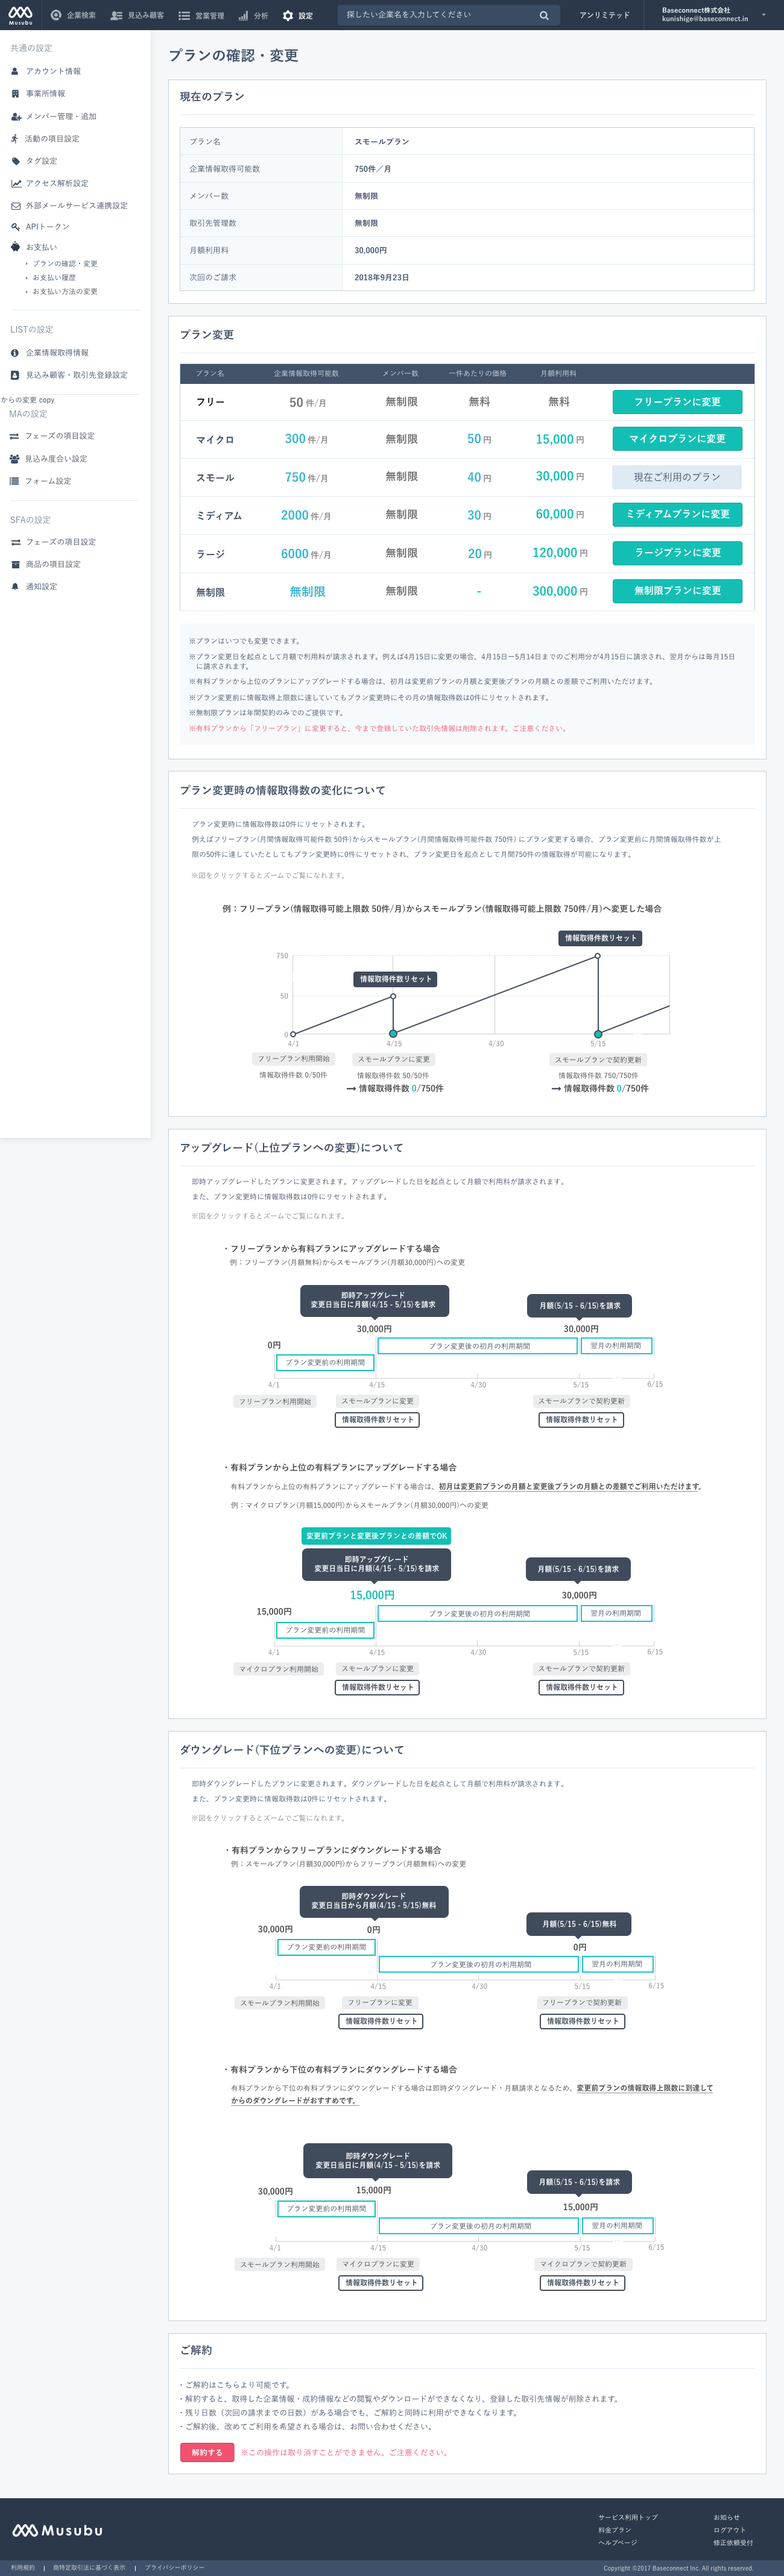 Musubu
企業検索
見込み顧客
営業管理
分析
設定
探したい企業名を入力してください
アンリミテッド
Baseconnect株式会社
kunishige@baseconnect.in
共通の設定
アカウント情報
事業所情報
メンバー管理・追加
活動の項目設定
タグ設定
アクセス解析設定
外部メールサービス連携設定
APIトークン
お支払い
プランの確認・変更
お支払い履歴
お支払い方法の変更
LISTの設定
企業情報取得情報
見込み顧客・取引先登録設定
からの変更 copy
MAの設定
フェーズの項目設定
見込み度合い設定
フォーム設定
SFAの設定
フェーズの項目設定
商品の項目設定
通知設定
プランの確認・変更
現在のプラン
プラン名 スモールプラン
企業情報取得可能数 750件／月
メンバー数 無制限
取引先管理数 無制限
月額利用料 30,000円
次回のご請求 2018年9月23日
プラン変更
プラン名 企業情報取得可能数 メンバー数 一件あたりの価格 月額利用料
フリー 50 件/月 無制限 無料 無料 フリープランに変更
マイクロ 300 件/月 無制限 50 円 15,000 円 マイクロプランに変更
スモール 750 件/月 無制限 40 円 30,000 円 現在ご利用のプラン
ミディアム 2000 件/月 無制限 30 円 60,000 円 ミディアムプランに変更
ラージ 6000 件/月 無制限 20 円 120,000 円 ラージプランに変更
無制限 無制限 無制限 - 300,000 円 無制限プランに変更
※プランはいつでも変更できます。
※プラン変更日を起点として月額で利用料が請求されます。例えば4月15日に変更の場合、4月15日ー5月14日までのご利用分が4月15日に請求され、翌月からは毎月15日
に請求されます。
※有料プランから上位のプランにアップグレードする場合は、初月は変更前プランの月額と変更後プランの月額との差額でご利用いただけます。
※プラン変更前に情報取得上限数に達していてもプラン変更時にその月の情報取得数は0件にリセットされます。
※無制限プランは年間契約のみでのご提供です。
※有料プランから「フリープラン」に変更すると、今まで登録していた取引先情報は削除されます。ご注意ください。
プラン変更時の情報取得数の変化について
プラン変更時に情報取得数は0件にリセットされます。
例えばフリープラン(月間情報取得可能件数 50件)からスモールプラン(月間情報取得可能件数 750件) にプラン変更する場合、プラン変更前に月間情報取得件数が上
限の50件に達していたとしてもプラン変更時に0件にリセットされ、プラン変更日を起点として月間750件の情報取得が可能になります。
※図をクリックするとズームでご覧になれます。
例：フリープラン(情報取得可能上限数 50件/月)からスモールプラン(情報取得可能上限数 750件/月)へ変更した場合
情報取得件数リセット
750
情報取得件数リセット
50
0
4/1 4/15 4/30 5/15
フリープラン利用開始 スモールプランに変更 スモールプランで契約更新
情報取得件数 0/50件 情報取得件数 50/50件 情報取得件数 750/750件
情報取得件数 0/750件 情報取得件数 0/750件
アップグレード(上位プランへの変更)について
即時アップグレードしたプランに変更されます。アップグレードした日を起点として月額で利用料が請求されます。
また、プラン変更時に情報取得数は0件にリセットされます。
※図をクリックするとズームでご覧になれます。
・フリープランから有料プランにアップグレードする場合
例：フリープラン(月額無料)からスモールプラン(月額30,000円)への変更
即時アップグレード
変更日当日に月額(4/15 - 5/15)を請求
月額(5/15 - 6/15)を請求
30,000円 30,000円
0円
プラン変更後の初月の利用期間 翌月の利用期間
プラン変更前の利用期間
4/1 4/15 4/30 5/15 6/15
フリープラン利用開始 スモールプランに変更 スモールプランで契約更新
情報取得件数リセット 情報取得件数リセット
・有料プランから上位の有料プランにアップグレードする場合
有料プランから上位の有料プランにアップグレードする場合は、初月は変更前プランの月額と変更後プランの月額との差額でご利用いただけます。
例：マイクロプラン(月額15,000円)からスモールプラン(月額30,000円)への変更
変更前プランと変更後プランとの差額でOK
即時アップグレード
変更日当日に月額(4/15 - 5/15)を請求
月額(5/15 - 6/15)を請求
15,000円 30,000円
15,000円
プラン変更後の初月の利用期間 翌月の利用期間
プラン変更前の利用期間
4/1 4/15 4/30 5/15 6/15
マイクロプラン利用開始 スモールプランに変更 スモールプランで契約更新
情報取得件数リセット 情報取得件数リセット
ダウングレード(下位プランへの変更)について
即時ダウングレードしたプランに変更されます。ダウングレードした日を起点として月額で利用料が請求されます。
また、プラン変更時に情報取得数は0件にリセットされます。
※図をクリックするとズームでご覧になれます。
・有料プランからフリープランにダウングレードする場合
例：スモールプラン(月額30,000円)からフリープラン(月額無料)への変更
即時ダウングレード
変更日当日から月額(4/15 - 5/15)無料
月額(5/15 - 6/15)無料
30,000円 0円
0円
プラン変更前の利用期間
プラン変更後の初月の利用期間 翌月の利用期間
4/1 4/15 4/30 5/15 6/15
スモールプラン利用開始 フリープランに変更 フリープランで契約更新
情報取得件数リセット 情報取得件数リセット
・有料プランから下位の有料プランにダウングレードする場合
有料プランから下位の有料プランにダウングレードする場合は即時ダウングレード・月額請求となるため、変更前プランの情報取得上限数に到達して
からのダウングレードがおすすめです。
即時ダウングレード
変更日当日に月額(4/15 - 5/15)を請求
月額(5/15 - 6/15)を請求
30,000円 15,000円
15,000円
プラン変更前の利用期間
プラン変更後の初月の利用期間 翌月の利用期間
4/1 4/15 4/30 5/15 6/15
スモールプラン利用開始 マイクロプランに変更 マイクロプランで契約更新
情報取得件数リセット 情報取得件数リセット
ご解約
・ご解約はこちらより可能です。
・解約すると、取得した企業情報・成約情報などの閲覧やダウンロードができなくなり、登録した取引先情報が削除されます。
・残り日数（次回の請求までの日数）がある場合でも、ご解約と同時に利用ができなくなります。
・ご解約後、改めてご利用を希望される場合は、お問い合わせください。
解約する ※この操作は取り消すことができません。ご注意ください。
Musubu
サービス利用トップ お知らせ
料金プラン ログアウト
ヘルプページ 修正依頼受付
利用規約 | 商特定取引法に基づく表示 | プライバシーポリシー
Copyright ©2017 Baseconnect Inc. All rights reserved.